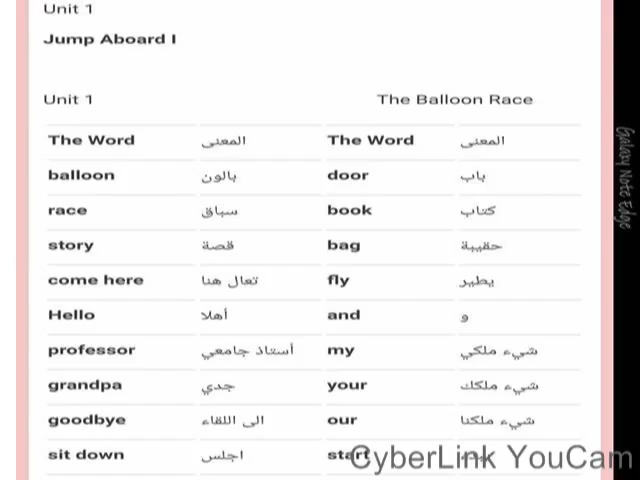 Unit 1
Jump Aboard I
Unit 1 The Balloon Race
The Word المعنى The Word المعنى
balloon بالون door باب
race سباق book كتاب
story قصة bag حقيبة
come here تعال هنا fly يطير
Hello أهلا and و
professor أستاذ جامعي my شيء ملكي
grandpa جدي your شيء ملكك
goodbye الى اللقاء our شيء ملكنا
sit down اجلس start
CyberLink YouCam
Galaxy Note Edge